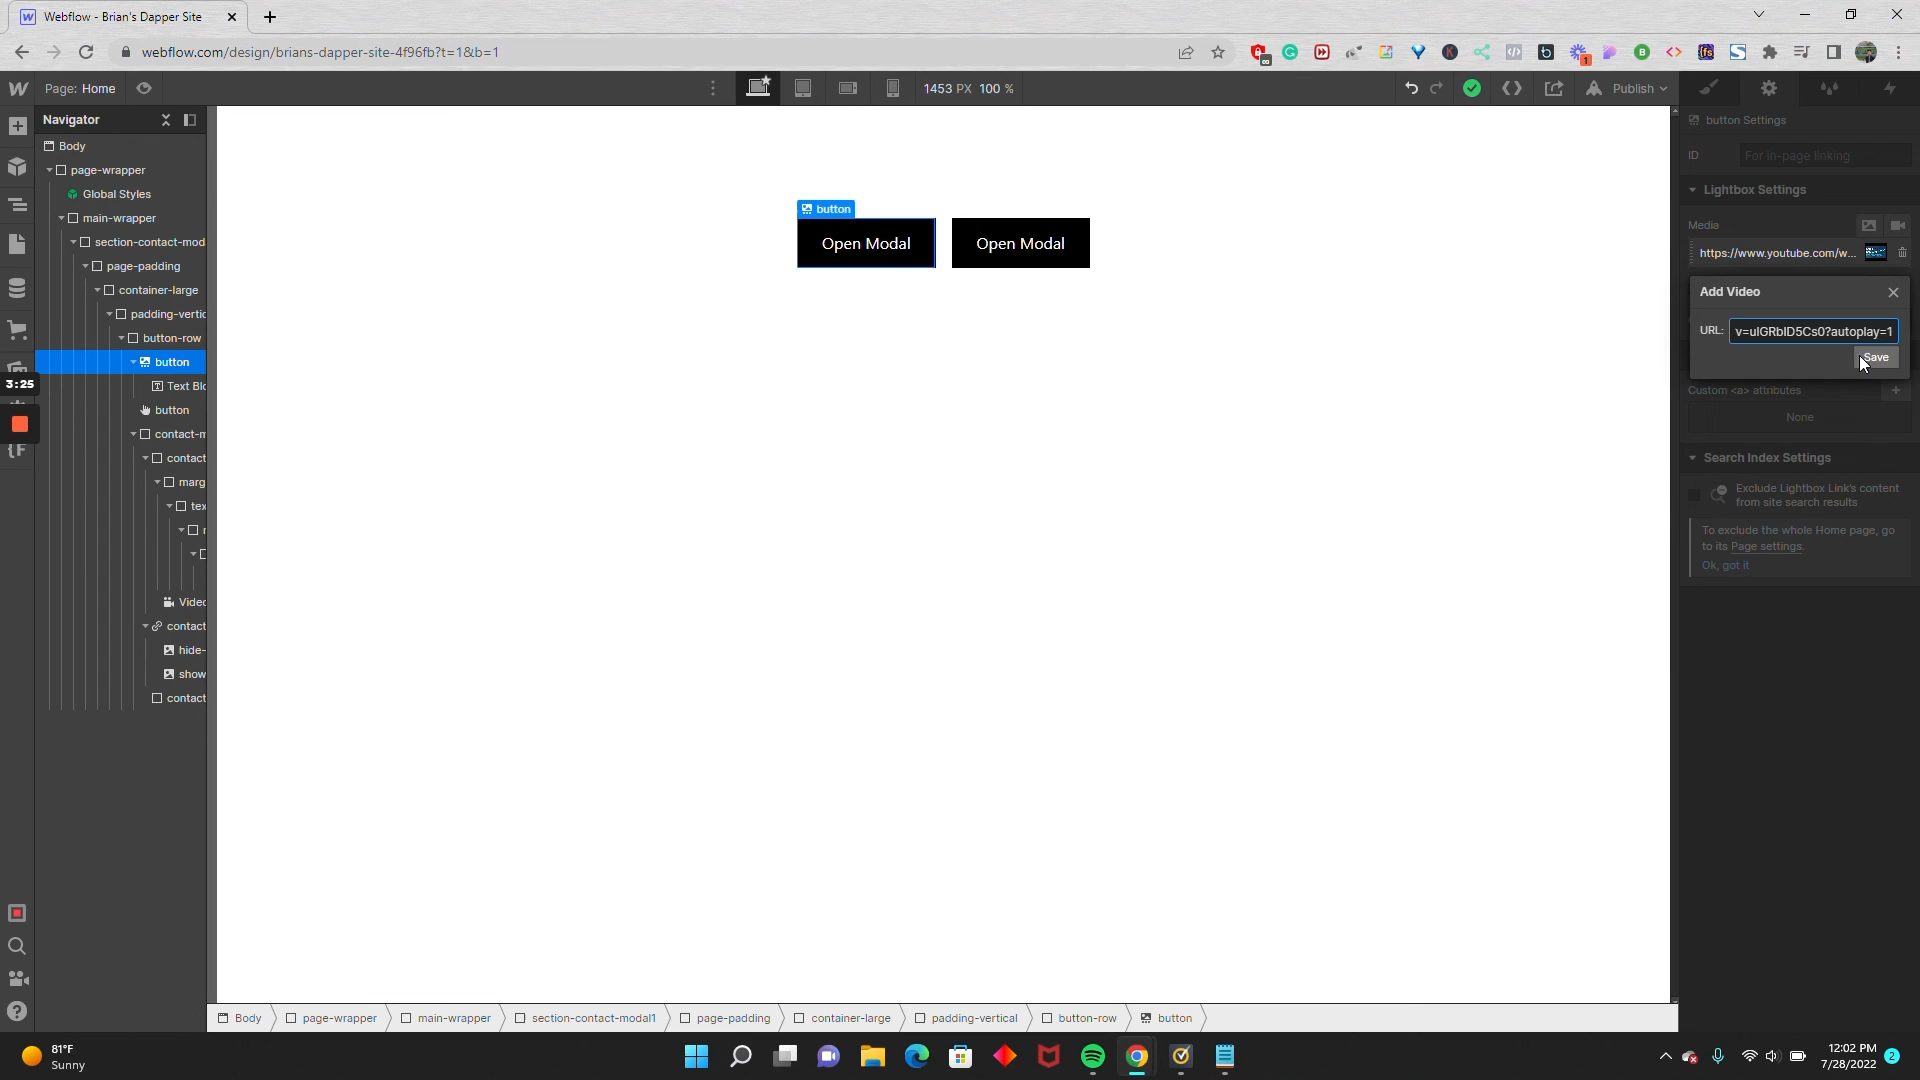 Webflow - Brian's Dapper Site
webflow.com/design/brians-dapper-site-4f96fb?t=1&b=1
Page: Home
1453 PX 100 %
Publish
Navigator
Body
page-wrapper
Global Styles
main-wrapper
section-contact-mod
page-padding
container-large
padding-vertic
button-row
button
Text Blo
button
contact-m
contact
marg
tex
Video
contact
hide-
show
contact
3:25
button
Open Modal
Open Modal
button Settings
ID
For in-page linking
Lightbox Settings
Media
https://www.youtube.com/w...
Add Video
URL:
v=ulGRbID5Cs0?autoplay=1
Save
Custom <a> attributes
None
Search Index Settings
Exclude Lightbox Link's content
from site search results
To exclude the whole Home page, go
to its Page settings.
Ok, got it
Body
page-wrapper
main-wrapper
section-contact-modal1
page-padding
container-large
padding-vertical
button-row
button
81°F
Sunny
12:02 PM
7/28/2022
2